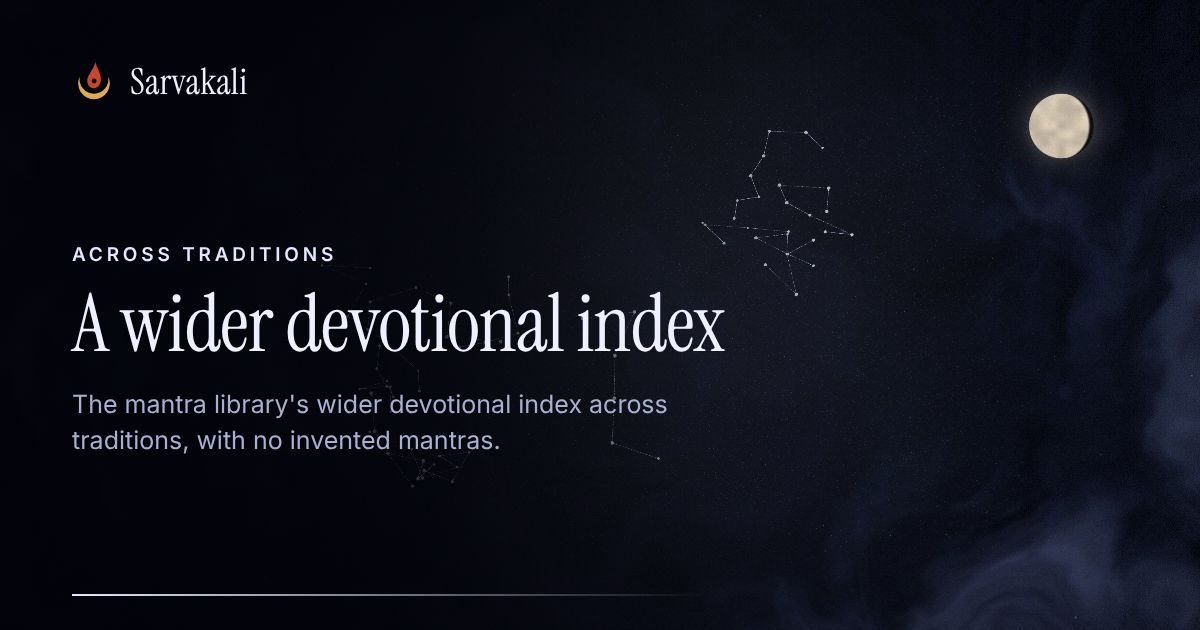 Sarvakali
ACROSS TRADITIONS
A wider devotional index
The mantra library's wider devotional index across
traditions, with no invented mantras.